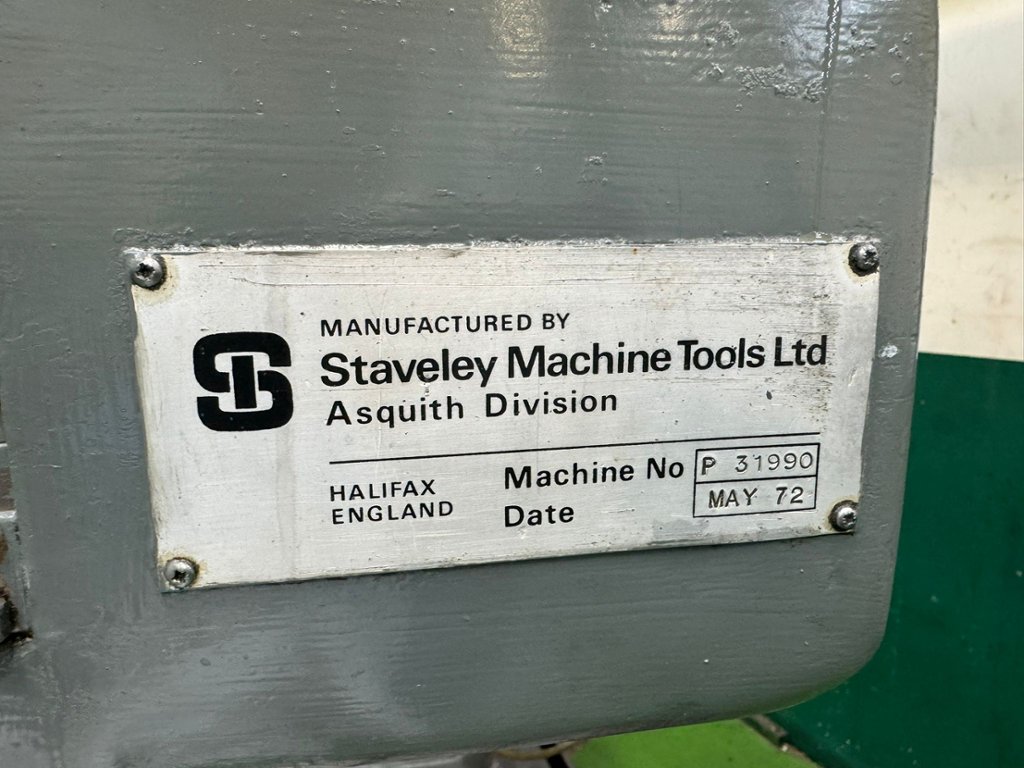 MANUFACTURED BY
Staveley Machine Tools Ltd
Asquith Division
HALIFAX
ENGLAND
Machine No P 31990
Date MAY 72